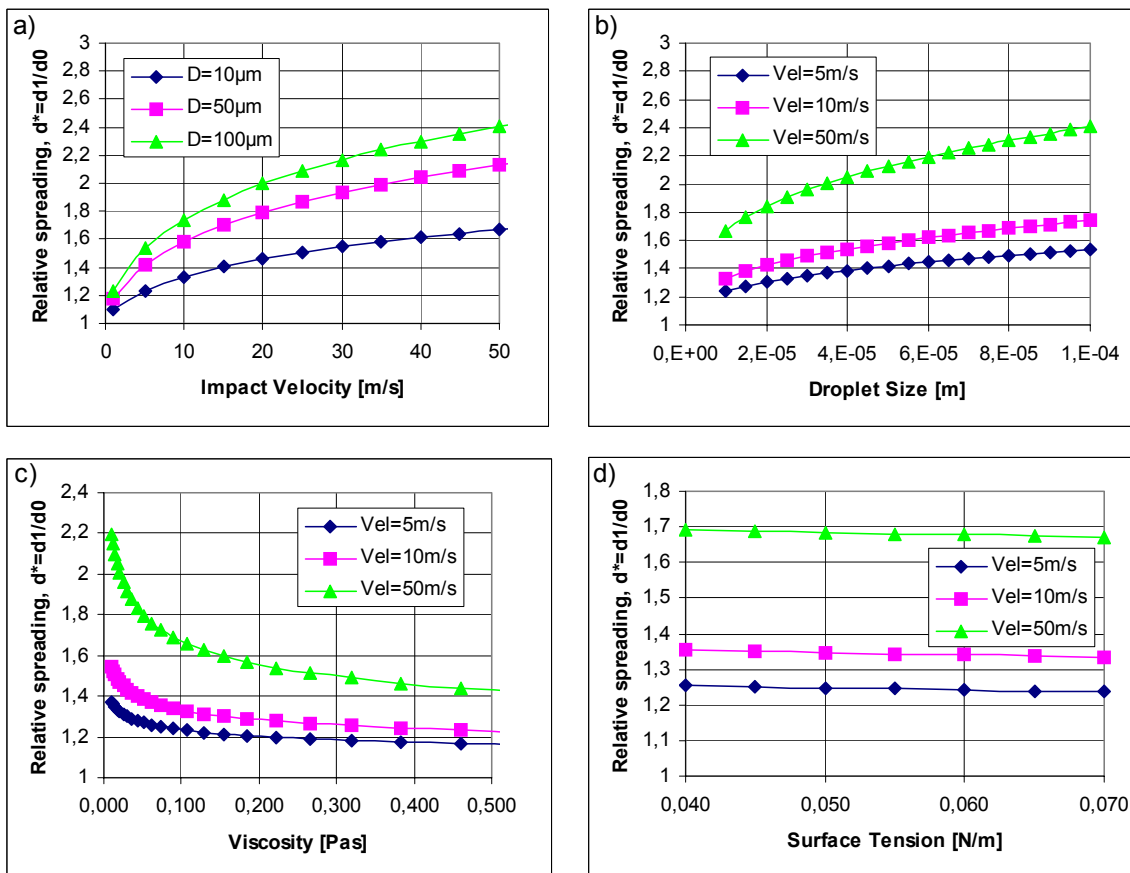 a)
Relative spreading, d*=d1/d0
3
2,8
2,6
2,4
2,2
2
1,8
1,6
1,4
1,2
1
D=10µm
D=50µm
D=100µm
0 10 20 30 40 50
Impact Velocity [m/s]
b)
Relative spreading, d*=d1/d0
3
2,8
2,6
2,4
2,2
2
1,8
1,6
1,4
1,2
1
Vel=5m/s
Vel=10m/s
Vel=50m/s
0,E+00 2,E-05 4,E-05 6,E-05 8,E-05 1,E-04
Droplet Size [m]
c)
Relative spreading, d*=d1/d0
2,4
2,2
2
1,8
1,6
1,4
1,2
1
Vel=5m/s
Vel=10m/s
Vel=50m/s
0,000 0,100 0,200 0,300 0,400 0,500
Viscosity [Pas]
d)
Relative spreading, d*=d1/d0
1,8
1,7
1,6
1,5
1,4
1,3
1,2
1,1
1
Vel=5m/s
Vel=10m/s
Vel=50m/s
0,040 0,050 0,060 0,070
Surface Tension [N/m]